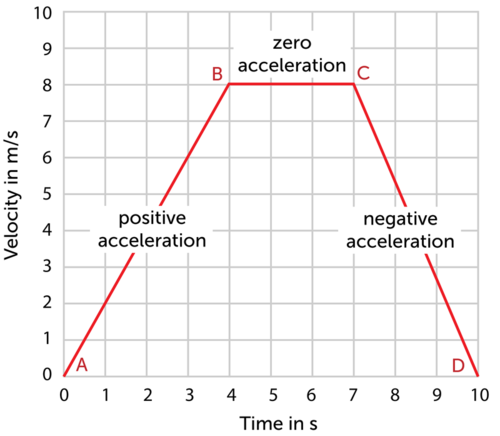 10
9
8
7
6
5
4
3
2
1
0
Velocity in m/s
zero
acceleration
B
C
positive
acceleration
negative
acceleration
A
D
0 1 2 3 4 5 6 7 8 9 10
Time in s